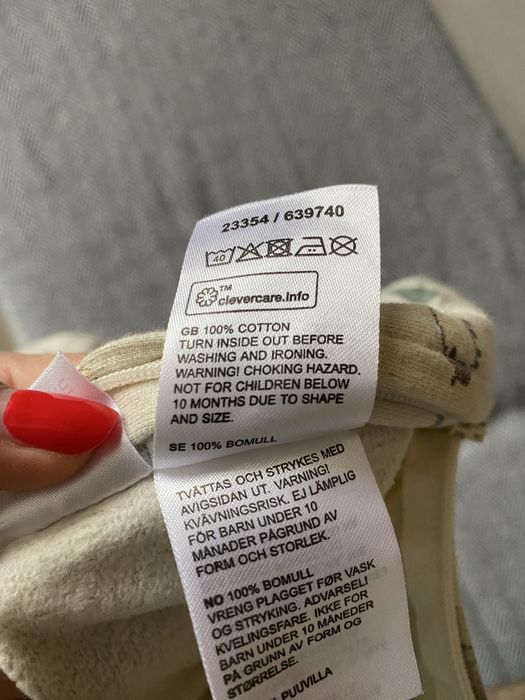 23354 / 639740
40
TM
clevercare.info
GB 100% COTTON
TURN INSIDE OUT BEFORE
WASHING AND IRONING.
WARNING! CHOKING HAZARD.
NOT FOR CHILDREN BELOW
10 MONTHS DUE TO SHAPE
AND SIZE.
SE 100% BOMULL
TVÄTTAS OCH STRYKES MED
AVIGSIDAN UT. VARNING!
KVÄVNINGSRISK. EJ LÄMPLIG
FÖR BARN UNDER 10
MÅNADER PÅGRUND AV
FORM OCH STORLEK.
NO 100% BOMULL
VRENG PLAGGET FØR VASK
OG STRYKING. ADVARSEL!
KVELINGSFARE. IKKE FOR
BARN UNDER 10 MÅNEDER
PÅ GRUNN AV FORM OG
STØRRELSE.
PUUVILLA